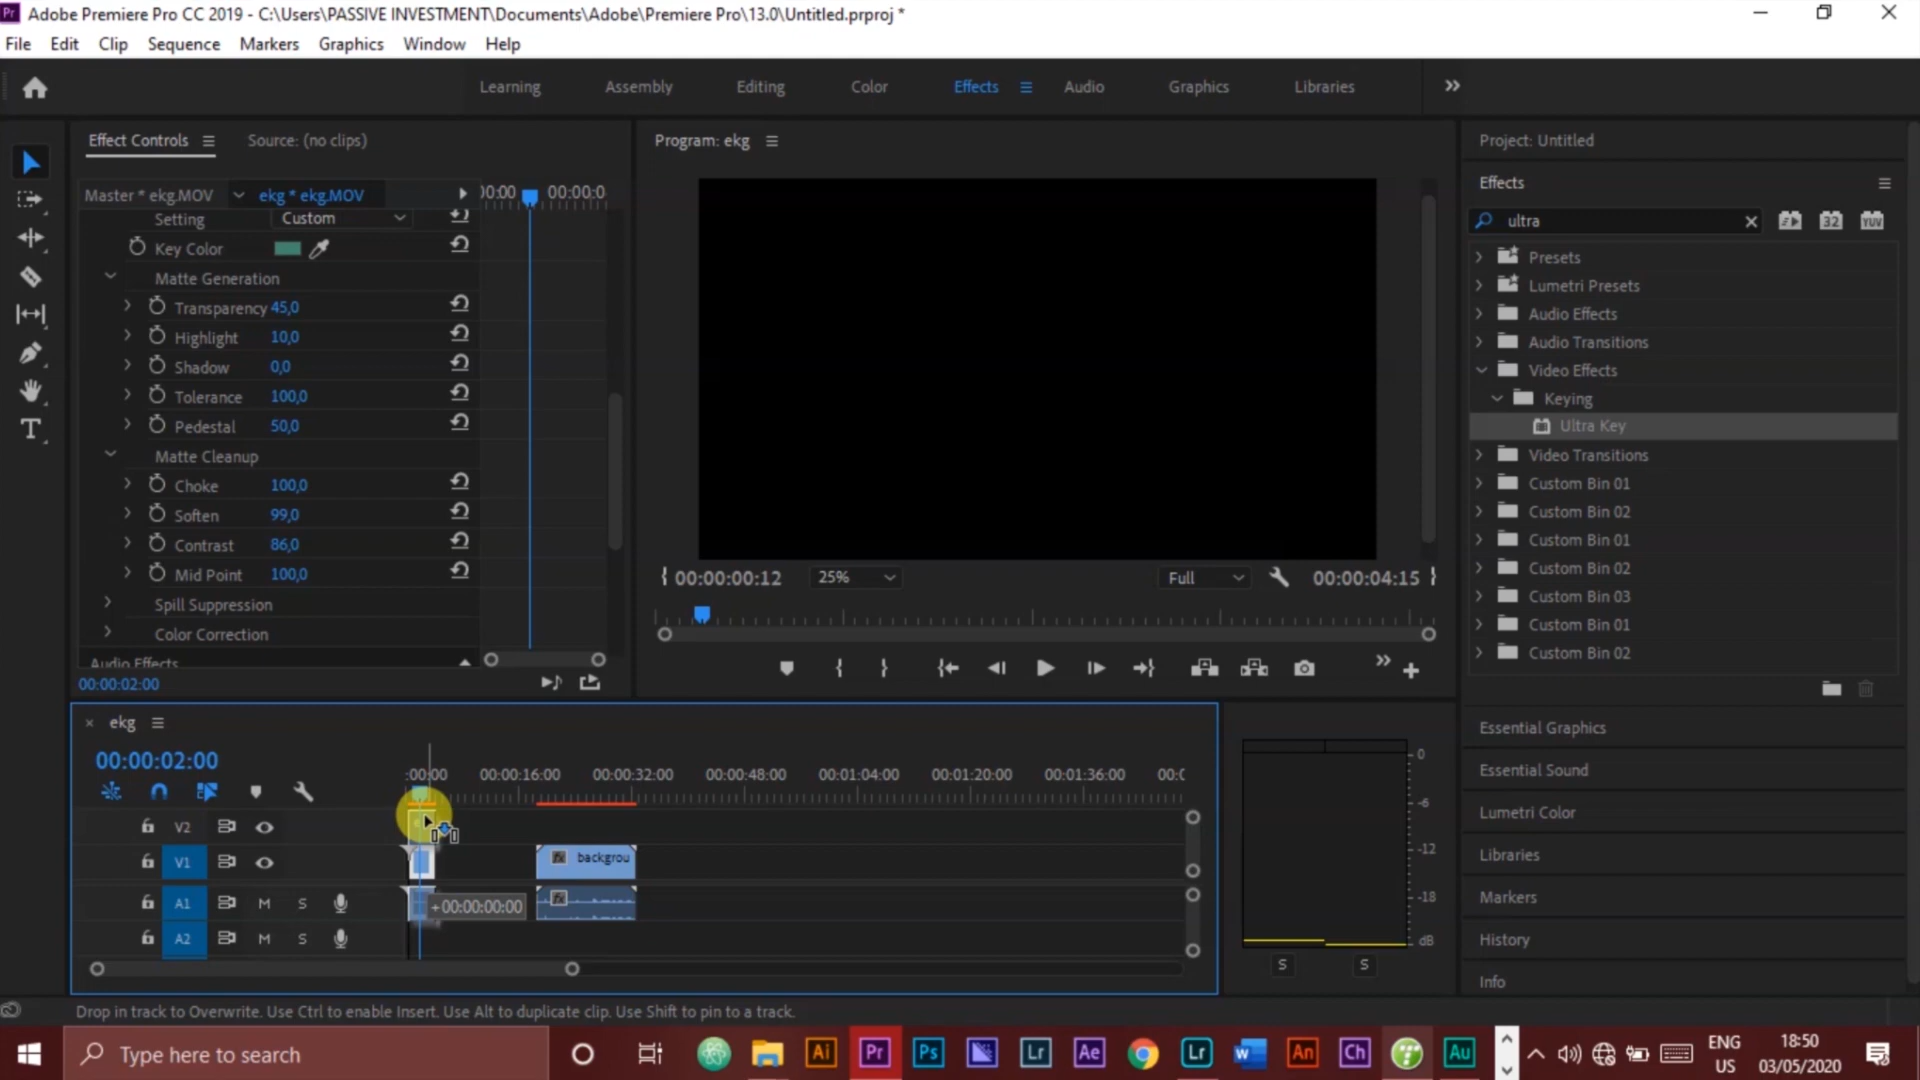 Pr Adobe Premiere Pro CC 2019 - C:\Users\PASSIVE INVESTMENT\Documents\Adobe\Premiere Pro\13.0\Untitled.prproj *
File Edit Clip Sequence Markers Graphics Window Help
Learning Assembly Editing Color Effects Audio Graphics Libraries
Effect Controls Source: (no clips)
Program: ekg
Project: Untitled
Effects
Master * ekg.MOV ekg * ekg.MOV 00:00 00:00:0
ultra
32 YUV
Setting Custom
Key Color
Matte Generation
Transparency 45,0
Highlight 10,0
Shadow 0,0
Tolerance 100,0
Pedestal 50,0
Matte Cleanup
Choke 100,0
Soften 99,0
Contrast 86,0
Mid Point 100,0
Spill Suppression
Color Correction
Audio Effects
00:00:02:00
00:00:00:12 25% Full 00:00:04:15
Presets
Lumetri Presets
Audio Effects
Audio Transitions
Video Effects
Keying
Ultra Key
Video Transitions
Custom Bin 01
Custom Bin 02
Custom Bin 01
Custom Bin 02
Custom Bin 03
Custom Bin 01
Custom Bin 02
Essential Graphics
Essential Sound
Lumetri Color
Libraries
Markers
History
Info
ekg
00:00:02:00
:00:00 00:00:16:00 00:00:32:00 00:00:48:00 00:01:04:00 00:01:20:00 00:01:36:00 00:0
V2
V1 fx backgrou
A1 M S +00:00:00:00 fx
A2 M S
0
-6
-12
-18
dB
S S
Drop in track to Overwrite. Use Ctrl to enable Insert. Use Alt to duplicate clip. Use Shift to pin to a track.
Type here to search
Ai Pr Ps Lr Ae Lr W An Ch Au
ENG
US
18:50
03/05/2020